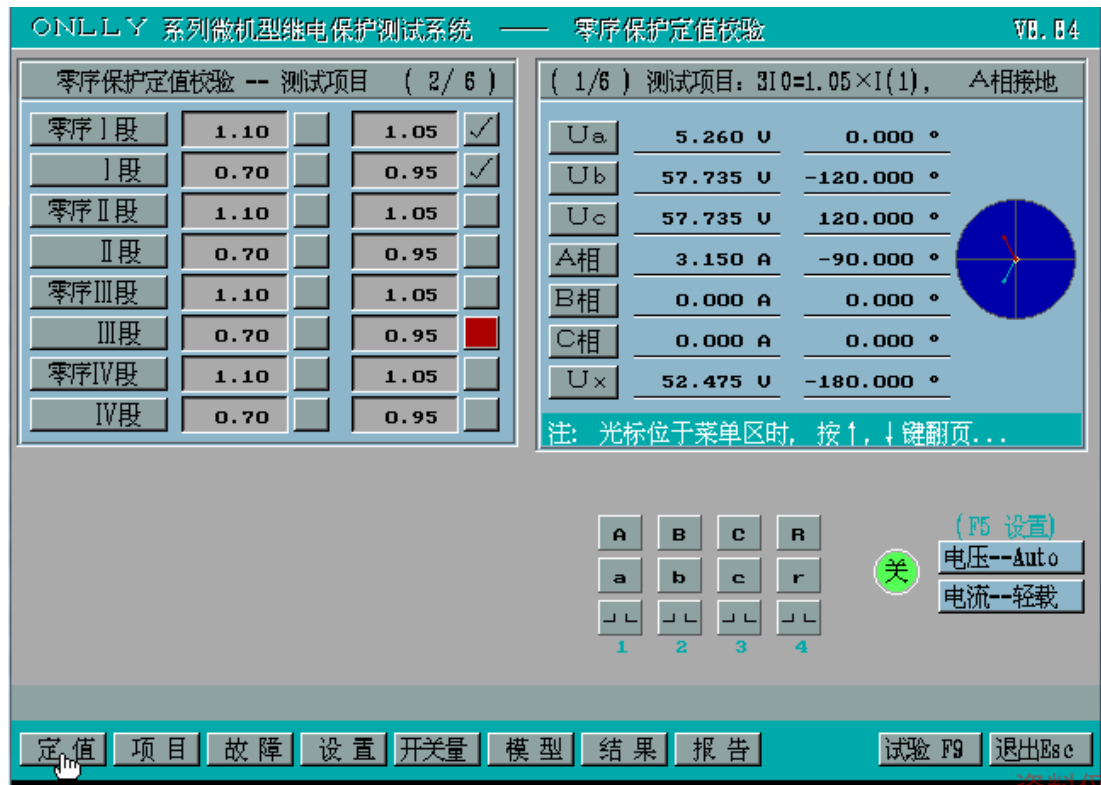 ONLLY 系列微机型继电保护测试系统 —— 零序保护定值校验 V8.84
零序保护定值校验 -- 测试项目 ( 2/ 6 )
零序Ⅰ段 1.10 1.05 ✓
Ⅰ段 0.70 0.95 ✓
零序Ⅱ段 1.10 1.05
Ⅱ段 0.70 0.95
零序Ⅲ段 1.10 1.05
Ⅲ段 0.70 0.95
零序Ⅳ段 1.10 1.05
Ⅳ段 0.70 0.95
( 1/6 ) 测试项目: 3I0=1.05×I(1), A相接地
Ua 5.260 V 0.000 °
Ub 57.735 V -120.000 °
Uc 57.735 V 120.000 °
A相 3.150 A -90.000 °
B相 0.000 A 0.000 °
C相 0.000 A 0.000 °
Ux 52.475 V -180.000 °
注: 光标位于菜单区时, 按↑,↓键翻页...
A B C R
a b c r
1 2 3 4
关
(F5 设置)
电压--Auto
电流--轻载
定值 项目 故障 设置 开关量 模型 结果 报告 试验 F9 退出Esc